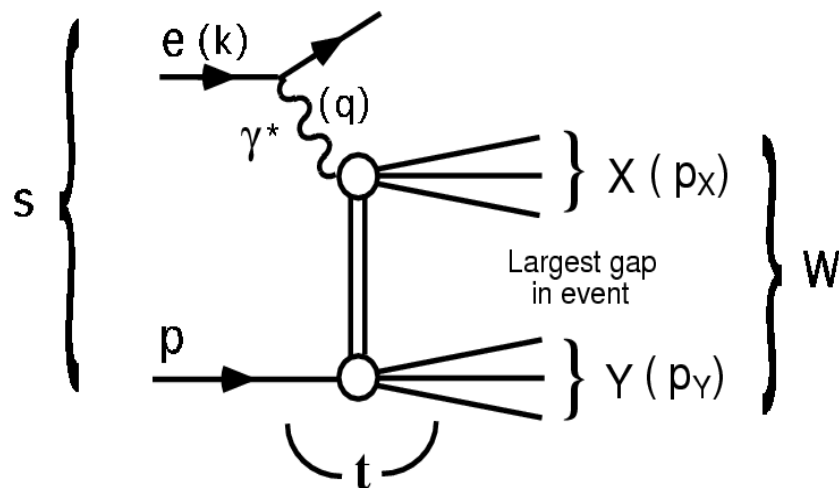 e (k)
(q)
γ*
X ( pX)
s
Largest gap
in event
W
p
Y ( pY)
t